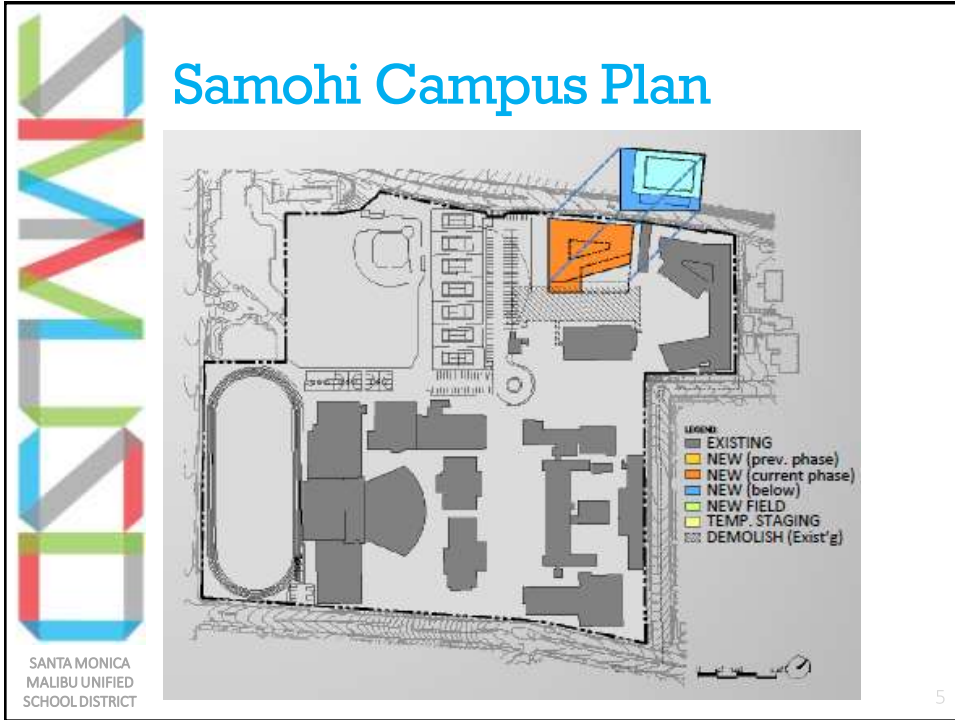 Samohi Campus Plan
LEGEND:
EXISTING
NEW (prev. phase)
NEW (current phase)
NEW (below)
NEW FIELD
TEMP. STAGING
DEMOLISH (Exist'g)
SMMUSD
SANTA MONICA
MALIBU UNIFIED
SCHOOL DISTRICT
5